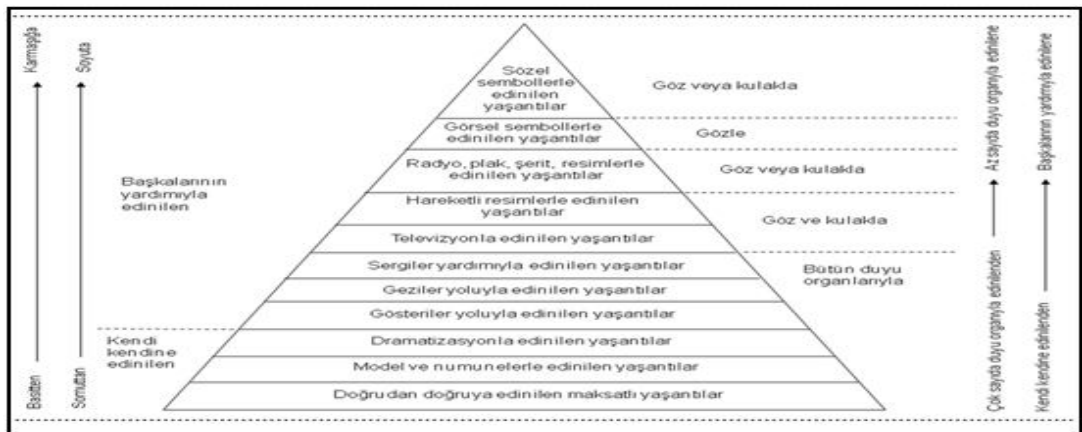 Karmaşığa
Basitten
Soyuta
Somuttan
Başkalarının
yardımıyla
edinilen
Kendi
kendine
edinilen
Sözel
sembollerle
edinilen
yaşantılar
Görsel sembollerle
edinilen yaşantılar
Radyo, plak, şerit, resimlerle
edinilen yaşantılar
Hareketli resimlerle edinilen
yaşantılar
Televizyonla edinilen yaşantılar
Sergiler yardımıyla edinilen yaşantılar
Geziler yoluyla edinilen yaşantılar
Gösteriler yoluyla edinilen yaşantılar
Dramatizasyonla edinilen yaşantılar
Model ve numunelerle edinilen yaşantılar
Doğrudan doğruya edinilen maksatlı yaşantılar
Göz veya kulakla
Gözle
Göz veya kulakla
Göz ve kulakla
Bütün duyu
organlarıyla
Az sayıda duyu organıyla edinilene
Çok sayıda duyu organıyla edinilenden
Başkalarının yardımıyla edinilene
Kendi kendine edinilenden